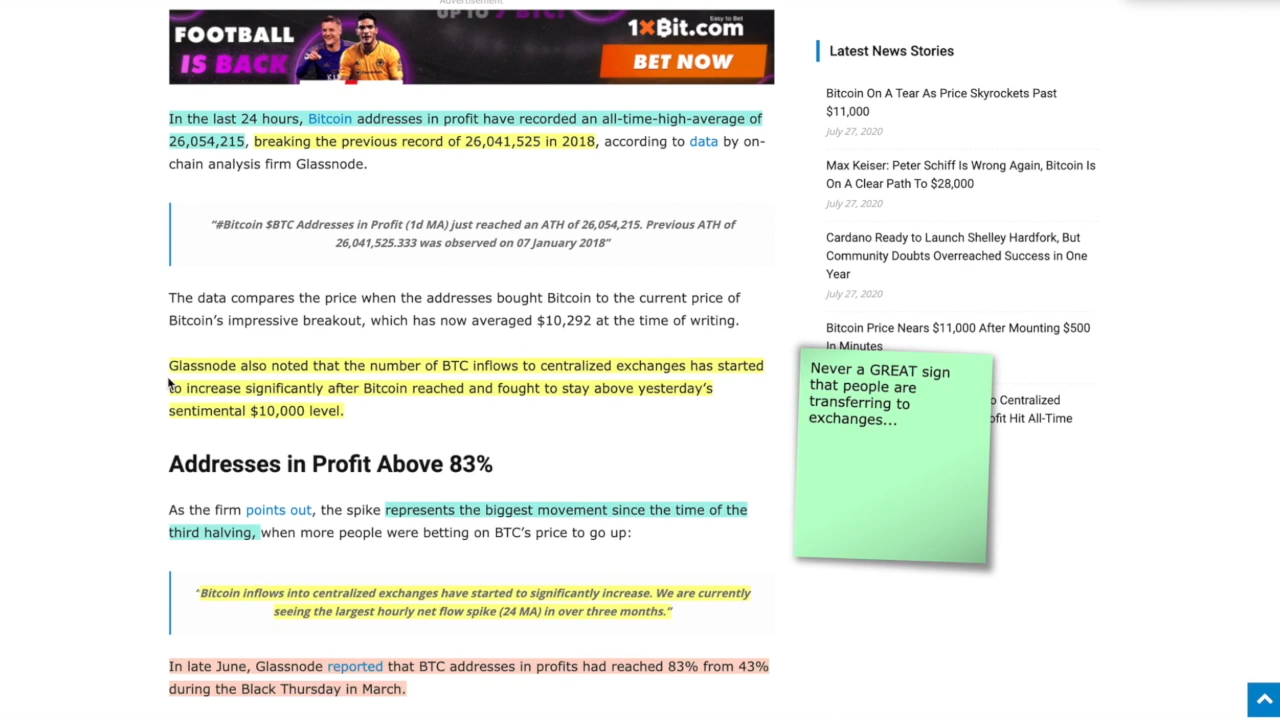 Advertisement
FOOTBALL
IS BACK
Easy to Bet
1XBit.com
BET NOW
In the last 24 hours, Bitcoin addresses in profit have recorded an all-time-high-average of
26,054,215, breaking the previous record of 26,041,525 in 2018, according to data by on-
chain analysis firm Glassnode.
"#Bitcoin $BTC Addresses in Profit (1d MA) just reached an ATH of 26,054,215. Previous ATH of
26,041,525.333 was observed on 07 January 2018"
The data compares the price when the addresses bought Bitcoin to the current price of
Bitcoin's impressive breakout, which has now averaged $10,292 at the time of writing.
Glassnode also noted that the number of BTC inflows to centralized exchanges has started
to increase significantly after Bitcoin reached and fought to stay above yesterday's
sentimental $10,000 level.
Addresses in Profit Above 83%
As the firm points out, the spike represents the biggest movement since the time of the
third halving, when more people were betting on BTC's price to go up:
"Bitcoin inflows into centralized exchanges have started to significantly increase. We are currently
seeing the largest hourly net flow spike (24 MA) in over three months."
In late June, Glassnode reported that BTC addresses in profits had reached 83% from 43%
during the Black Thursday in March.
Latest News Stories
Bitcoin On A Tear As Price Skyrockets Past
$11,000
July 27, 2020
Max Keiser: Peter Schiff Is Wrong Again, Bitcoin Is
On A Clear Path To $28,000
July 27, 2020
Cardano Ready to Launch Shelley Hardfork, But
Community Doubts Overreached Success in One
Year
July 27, 2020
Bitcoin Price Nears $11,000 After Mounting $500
In Minutes
Centralized
Hit All-Time
Never a GREAT sign
that people are
transferring to
exchanges...